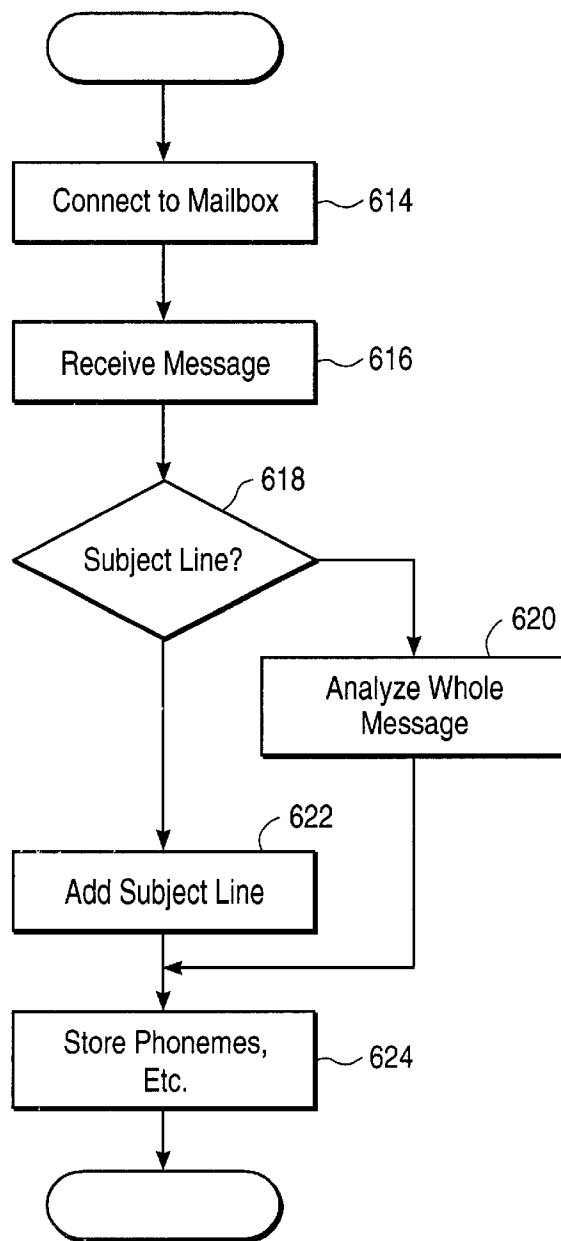 Connect to Mailbox
614
Receive Message
616
618
Subject Line?
620
Analyze Whole
Message
622
Add Subject Line
Store Phonemes,
Etc.
624